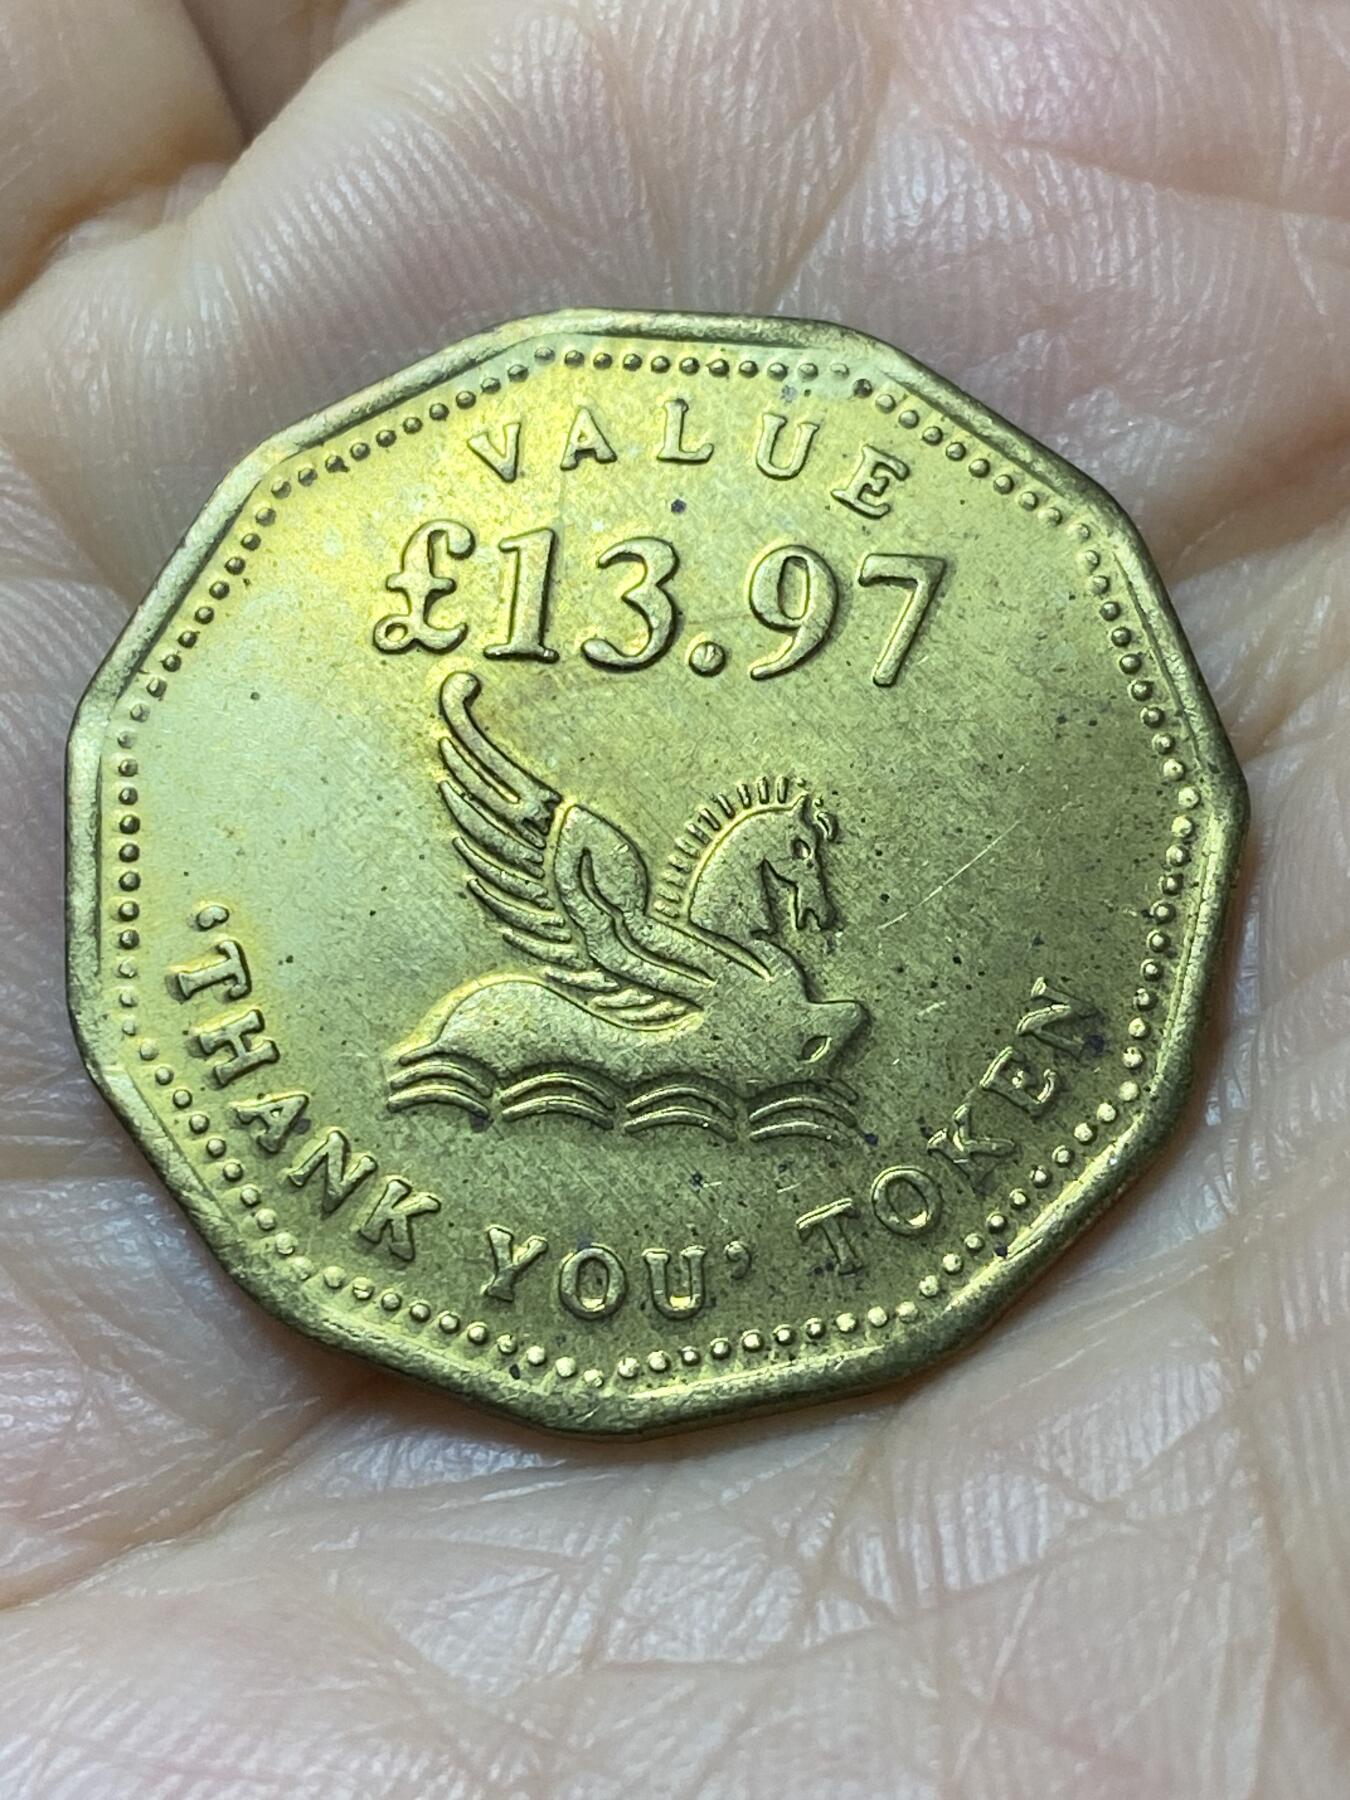 VALUE
£13.97
'THANK YOU' TOKEN